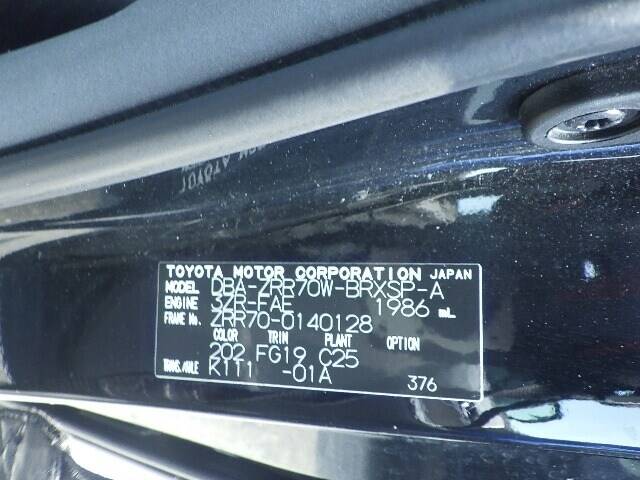 TOYOTA MOTOR CORPORATION JAPAN
MODEL DBA-ZRR70W-BRXSP-A
ENGINE 3ZR-FAE 1986 mL
FRAME No. ZRR70-0140128
COLOR TRIM PLANT OPTION
202 FG19 C25
TRANS./AXLE K111 -01A
376